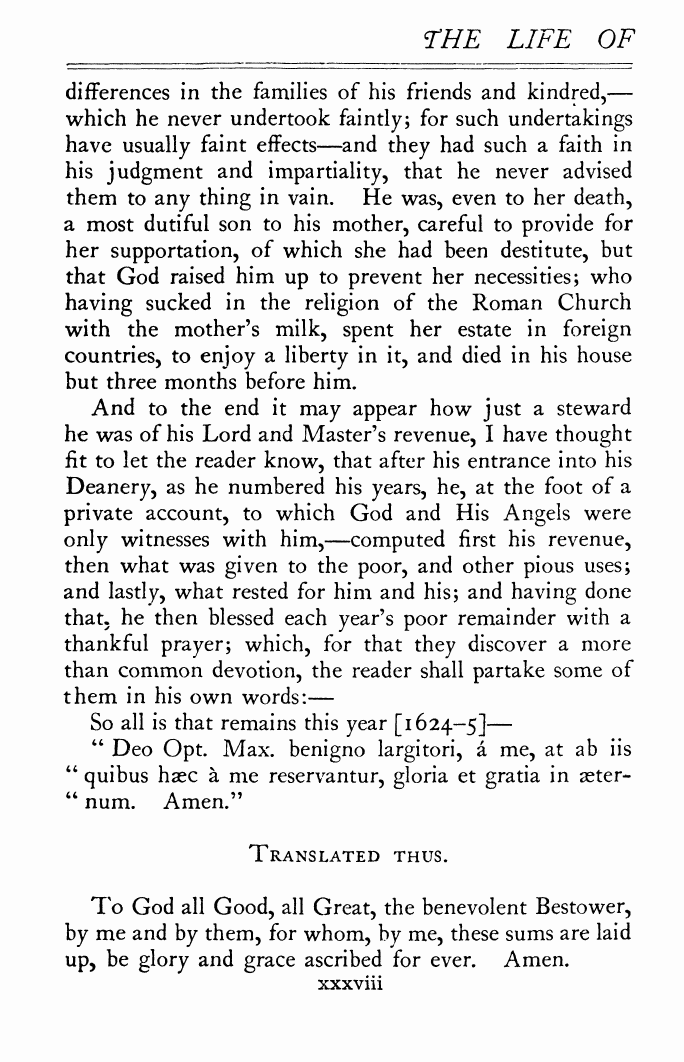 THE LIFE OF
differences in the families of his friends and kindred,—
which he never undertook faintly; for such undertakings
have usually faint effects—and they had such a faith in
his judgment and impartiality, that he never advised
them to any thing in vain. He was, even to her death,
a most dutiful son to his mother, careful to provide for
her supportation, of which she had been destitute, but
that God raised him up to prevent her necessities; who
having sucked in the religion of the Roman Church
with the mother's milk, spent her estate in foreign
countries, to enjoy a liberty in it, and died in his house
but three months before him.
And to the end it may appear how just a steward
he was of his Lord and Master's revenue, I have thought
fit to let the reader know, that after his entrance into his
Deanery, as he numbered his years, he, at the foot of a
private account, to which God and His Angels were
only witnesses with him,—computed first his revenue,
then what was given to the poor, and other pious uses;
and lastly, what rested for him and his; and having done
that, he then blessed each year's poor remainder with a
thankful prayer; which, for that they discover a more
than common devotion, the reader shall partake some of
them in his own words:—
So all is that remains this year [1624–5]—
“ Deo Opt. Max. benigno largitori, á me, at ab iis
“ quibus hæc à me reservantur, gloria et gratia in æter-
“ num. Amen.”
Translated thus.
To God all Good, all Great, the benevolent Bestower,
by me and by them, for whom, by me, these sums are laid
up, be glory and grace ascribed for ever. Amen.
xxxviii